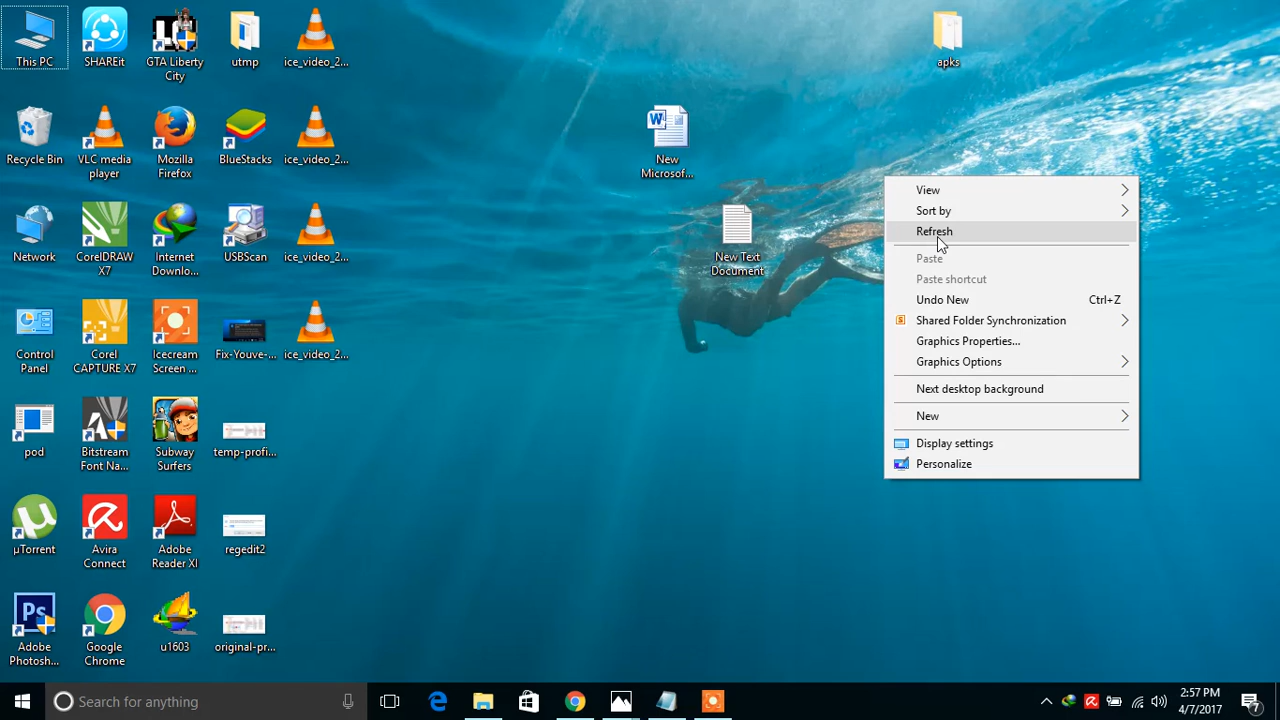 This PC
SHAREit
GTA Liberty
City
utmp
ice_video_2...
apks
Recycle Bin
VLC media
player
Mozilla
Firefox
BlueStacks
ice_video_2...
New
Microsof...
Network
CorelDRAW
X7
Internet
Downlo...
USBScan
ice_video_2...
New Text
Document
Control
Panel
Corel
CAPTURE X7
Icecream
Screen ...
Fix-Youve-...
ice_video_2...
pod
Bitstream
Font Na...
Subway
Surfers
temp-profi...
µTorrent
Avira
Connect
Adobe
Reader XI
regedit2
Adobe
Photosh...
Google
Chrome
u1603
original-pr...
View
Sort by
Refresh
Paste
Paste shortcut
Undo New Ctrl+Z
Shared Folder Synchronization
Graphics Properties...
Graphics Options
Next desktop background
New
Display settings
Personalize
Search for anything
2:57 PM
4/7/2017
7